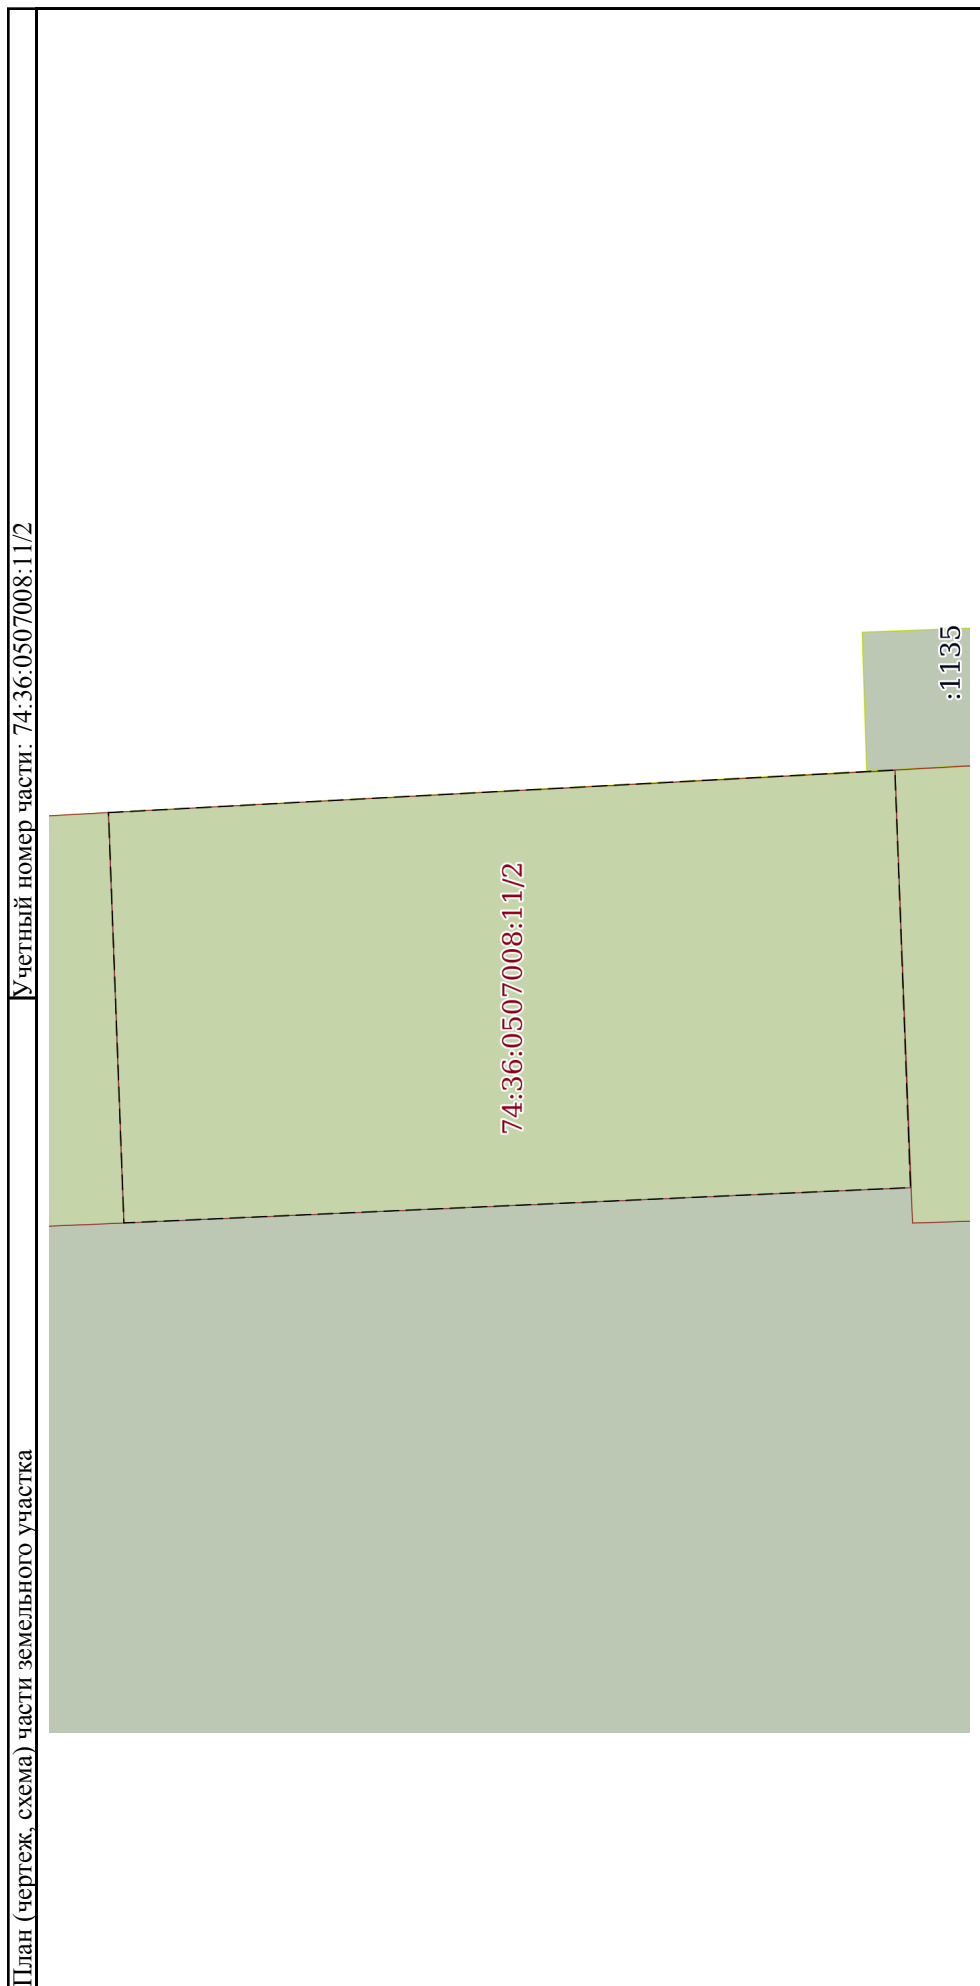 План (чертеж, схема) части земельного участка
Учетный номер части: 74:36:0507008:11/2
74:36:0507008:11/2
:1135